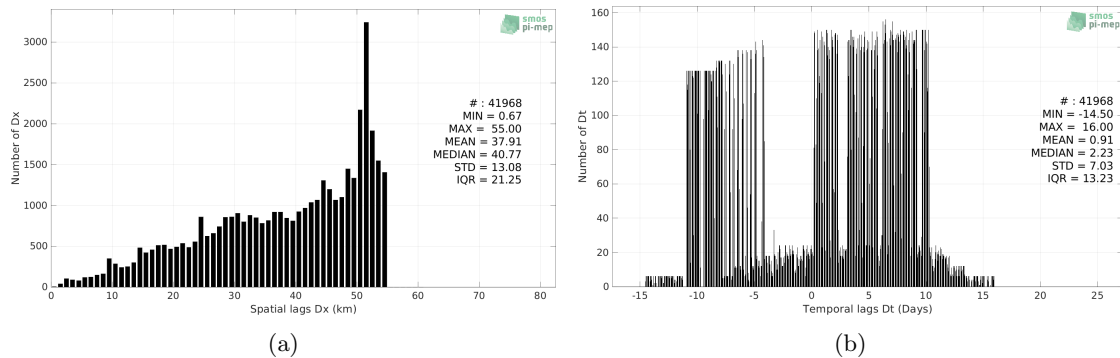 smos
pi-mep
3000
2500
2000
1500
1000
500
0
Number of Dx
# : 41968
MIN = 0.67
MAX = 55.00
MEAN = 37.91
MEDIAN = 40.77
STD = 13.08
IQR = 21.25
0 10 20 30 40 50 60 70 80
Spatial lags Dx (km)
(a)
smos
pi-mep
160
140
120
100
80
60
40
20
0
Number of Dt
# : 41968
MIN = -14.50
MAX = 16.00
MEAN = 0.91
MEDIAN = 2.23
STD = 7.03
IQR = 13.23
-15 -10 -5 0 5 10 15 20 25
Temporal lags Dt (Days)
(b)